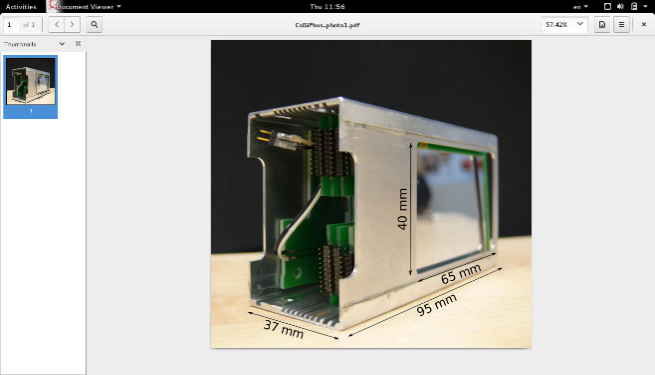 Activities
Document Viewer
Thu 11:56
en
1
of 1
CsISiPhos_photo1.pdf
57.42%
Thumbnails
1
40 mm
65 mm
95 mm
37 mm